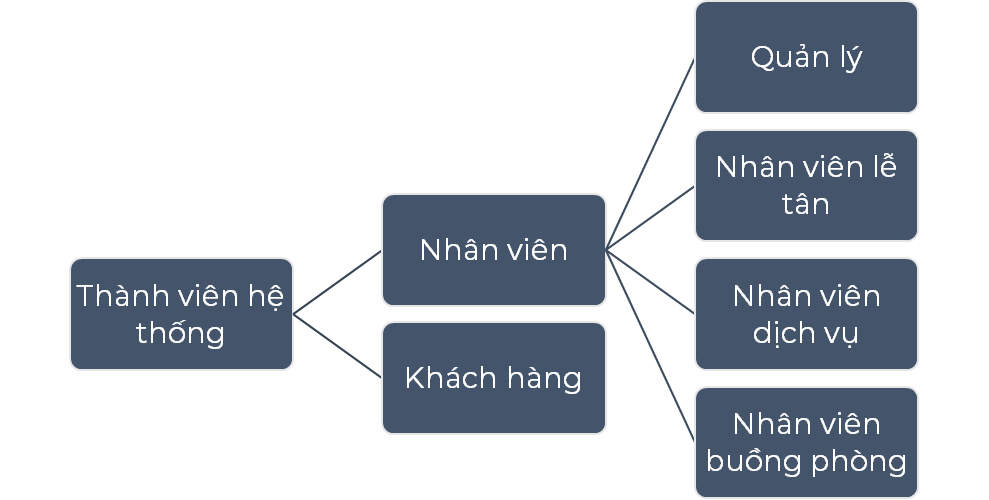 Quản lý
Nhân viên lễ
tân
Nhân viên
Thành viên hệ
thống
Nhân viên
dịch vụ
Khách hàng
Nhân viên
buồng phòng